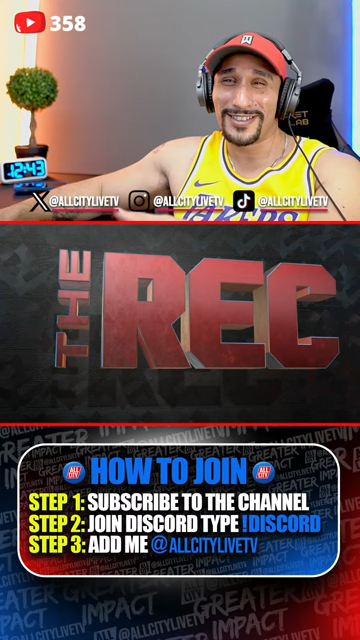 358
12:43
@ALLCITYLIVETV @ALLCITYLIVETV @ALLCITYLIVETV
LAKERS
THE REC
HOW TO JOIN
STEP 1: SUBSCRIBE TO THE CHANNEL
STEP 2: JOIN DISCORD TYPE !DISCORD
STEP 3: ADD ME @ALLCITYLIVETV
GREATER IMPACT
@ALLCITYLIVETV